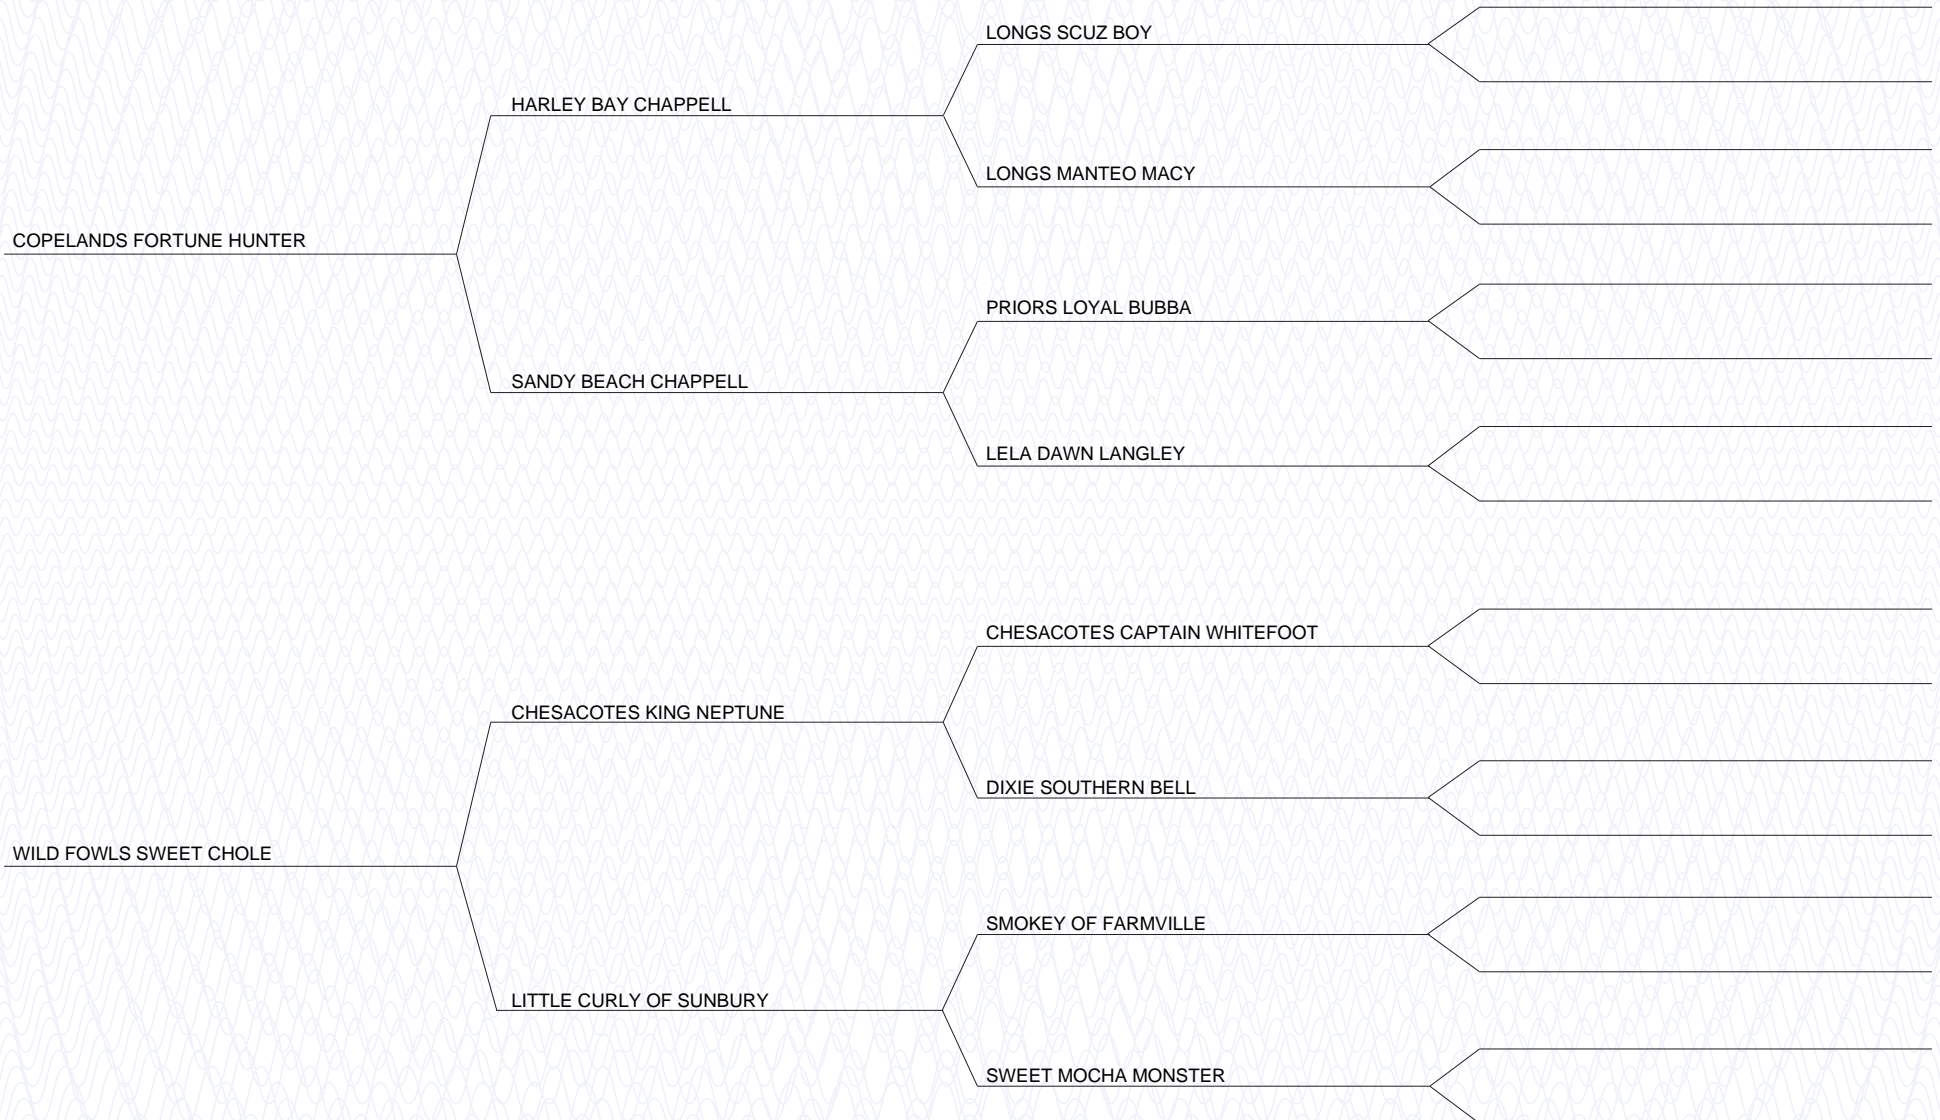 LONGS SCUZ BOY
HARLEY BAY CHAPPELL
LONGS MANTEO MACY
COPELANDS FORTUNE HUNTER
PRIORS LOYAL BUBBA
SANDY BEACH CHAPPELL
LELA DAWN LANGLEY
CHESACOTES CAPTAIN WHITEFOOT
CHESACOTES KING NEPTUNE
DIXIE SOUTHERN BELL
WILD FOWLS SWEET CHOLE
SMOKEY OF FARMVILLE
LITTLE CURLY OF SUNBURY
SWEET MOCHA MONSTER